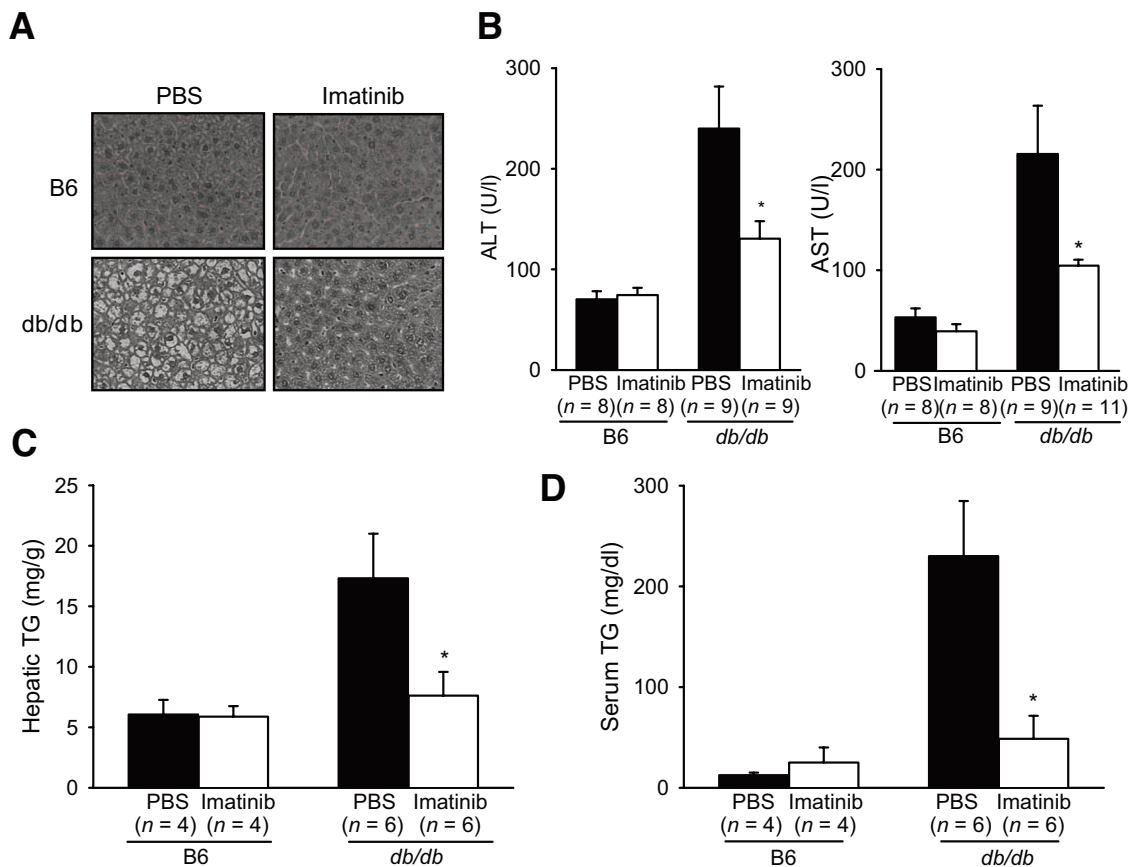 A
PBS Imatinib
B6
db/db
B
300
200
100
0
ALT (U/l)
PBS Imatinib PBS Imatinib
(n = 8) (n = 8) (n = 9) (n = 9)
B6 db/db
300
200
100
0
AST (U/l)
PBS Imatinib PBS Imatinib
(n = 8) (n = 8) (n = 9) (n = 11)
B6 db/db
*
*
C
25
20
15
10
5
0
Hepatic TG (mg/g)
*
PBS Imatinib PBS Imatinib
(n = 4) (n = 4) (n = 6) (n = 6)
B6 db/db
D
300
200
100
0
Serum TG (mg/dl)
*
PBS Imatinib PBS Imatinib
(n = 4) (n = 4) (n = 6) (n = 6)
B6 db/db